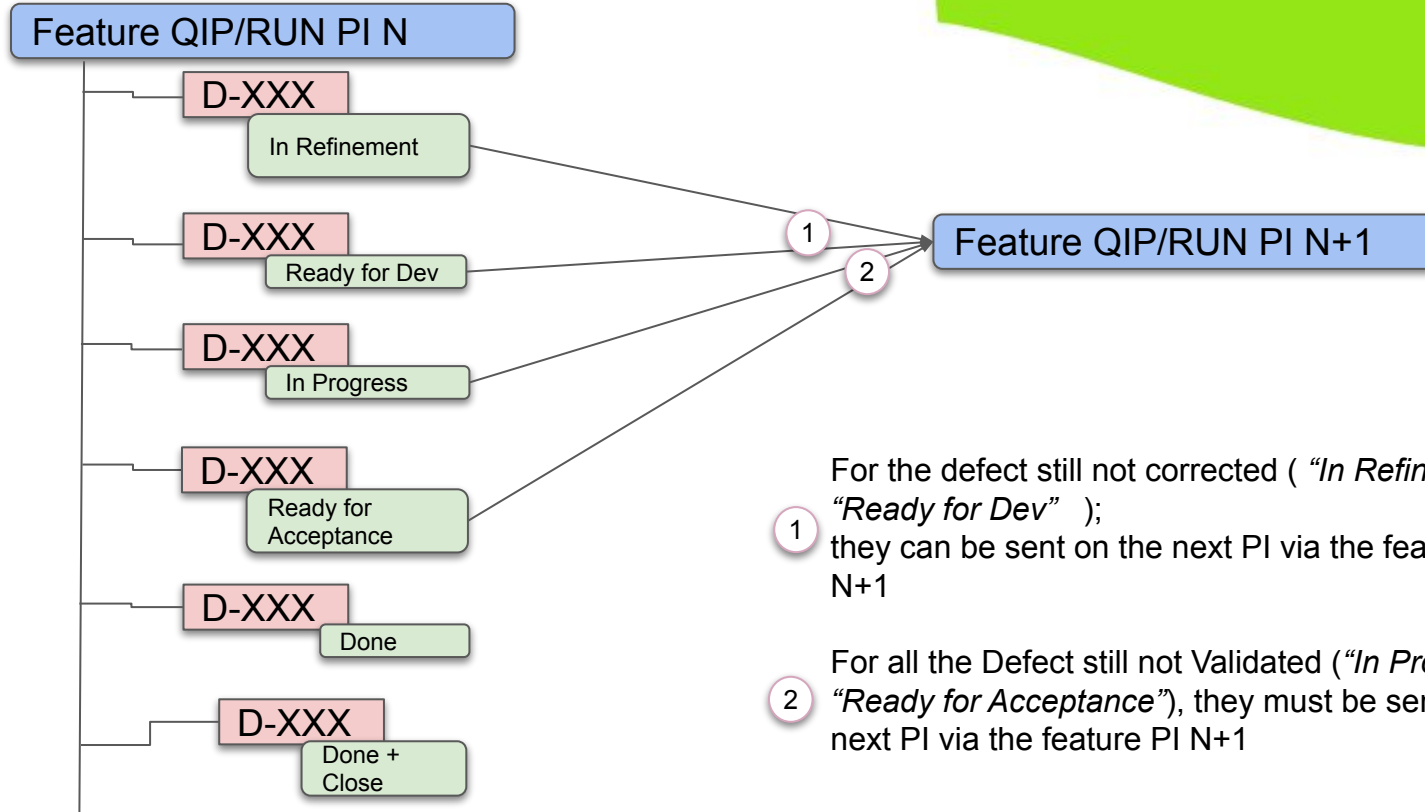 Feature QIP/RUN PI N
D-XXX
In Refinement
D-XXX
Ready for Dev
D-XXX
In Progress
D-XXX
Ready for
Acceptance
D-XXX
Done
D-XXX
Done +
Close
1
2
Feature QIP/RUN PI N+1
1
For the defect still not corrected ( “In Refin
“Ready for Dev” );
they can be sent on the next PI via the fea
N+1
2
For all the Defect still not Validated (“In Pro
“Ready for Acceptance”), they must be ser
next PI via the feature PI N+1